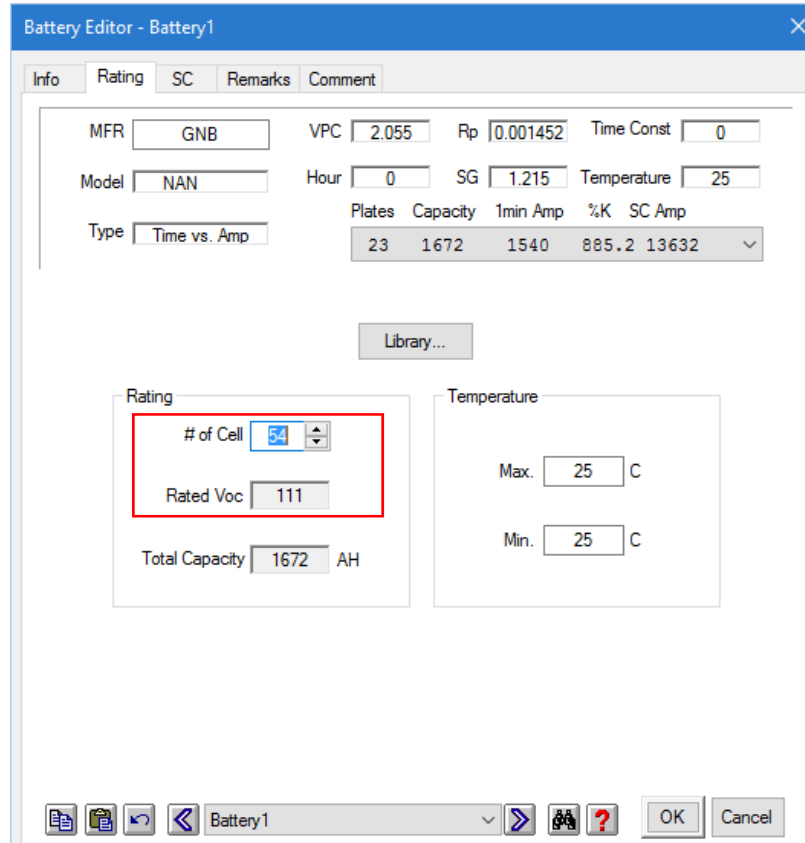 Battery Editor - Battery1
Info Rating SC Remarks Comment
MFR GNB VPC 2.055 Rp 0.001452 Time Const 0
Model NAN Hour 0 SG 1.215 Temperature 25
Plates Capacity 1min Amp %K SC Amp
Type Time vs. Amp 23 1672 1540 885.2 13632
Library...
Rating Temperature
# of Cell 54
Max. 25 C
Rated Voc 111
Min. 25 C
Total Capacity 1672 AH
Battery1 ? OK Cancel